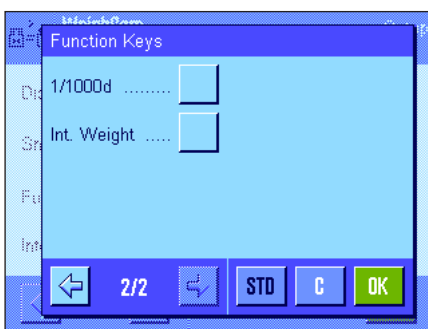 Function Keys
1/1000d .........
Int. Weight .....
2/2
STD
C
OK